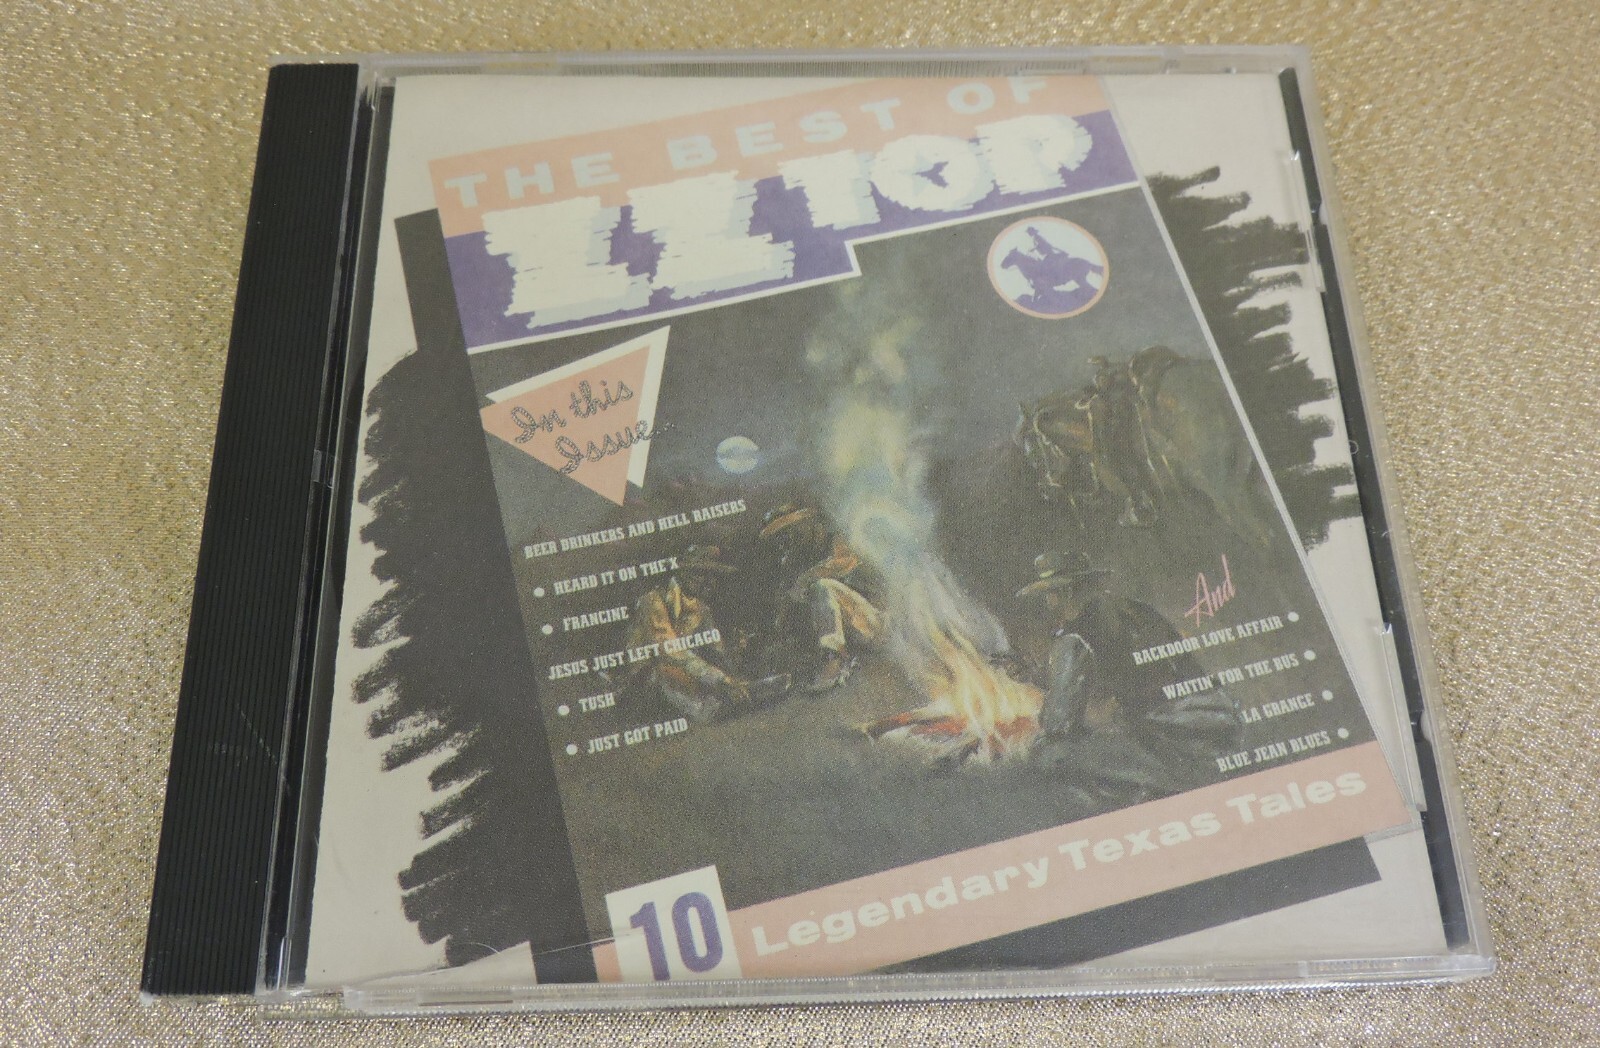 THE BEST OF
ZZ TOP
In this
Issue...
BEER DRINKERS AND HELL RAISERS
• HEARD IT ON THE X
• FRANCINE
JESUS JUST LEFT CHICAGO
• TUSH
• JUST GOT PAID
And
BACKDOOR LOVE AFFAIR •
WAITIN' FOR THE BUS •
LA GRANGE •
BLUE JEAN BLUES •
10 Legendary Texas Tales